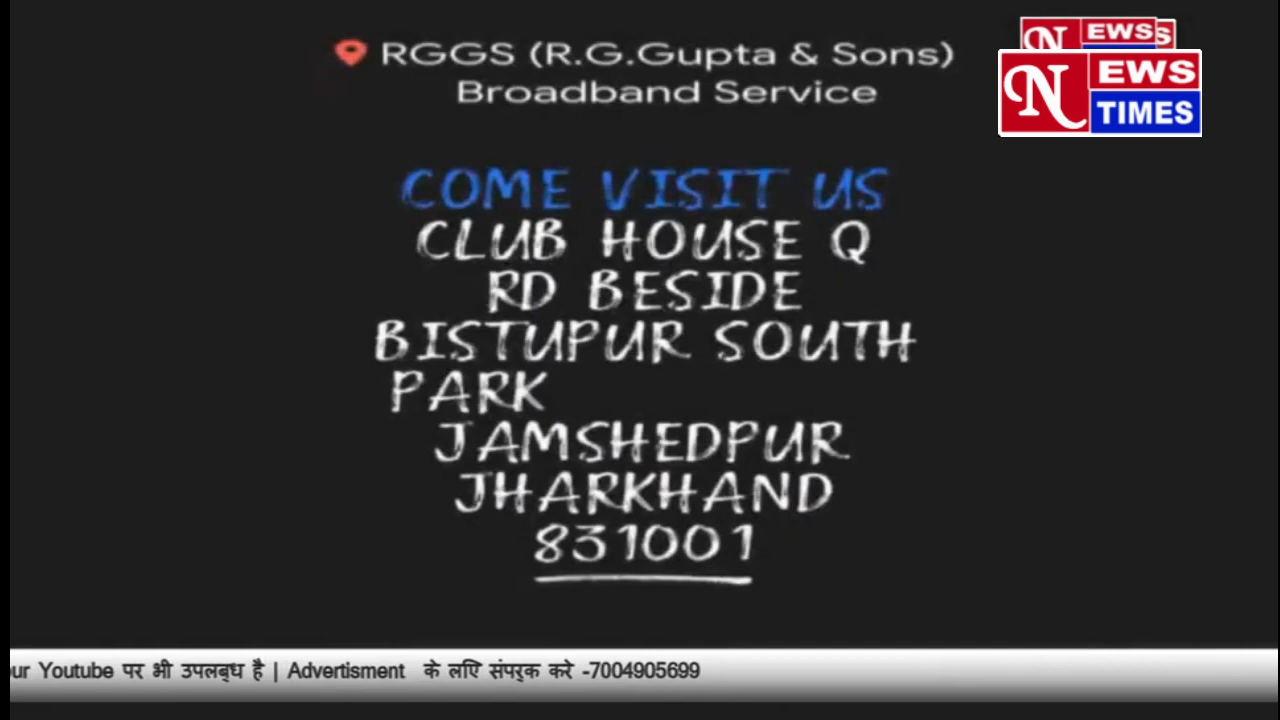 RGGS (R.G.Gupta & Sons)
Broadband Service
NEWS
NEWS
TIMES
COME VISIT US
CLUB HOUSE Q
RD BESIDE
BISTUPUR SOUTH
PARK
JAMSHEDPUR
JHARKHAND
831001
ur Youtube पर भी उपलब्ध है | Advertisment के लिए संपर्क करे -7004905699